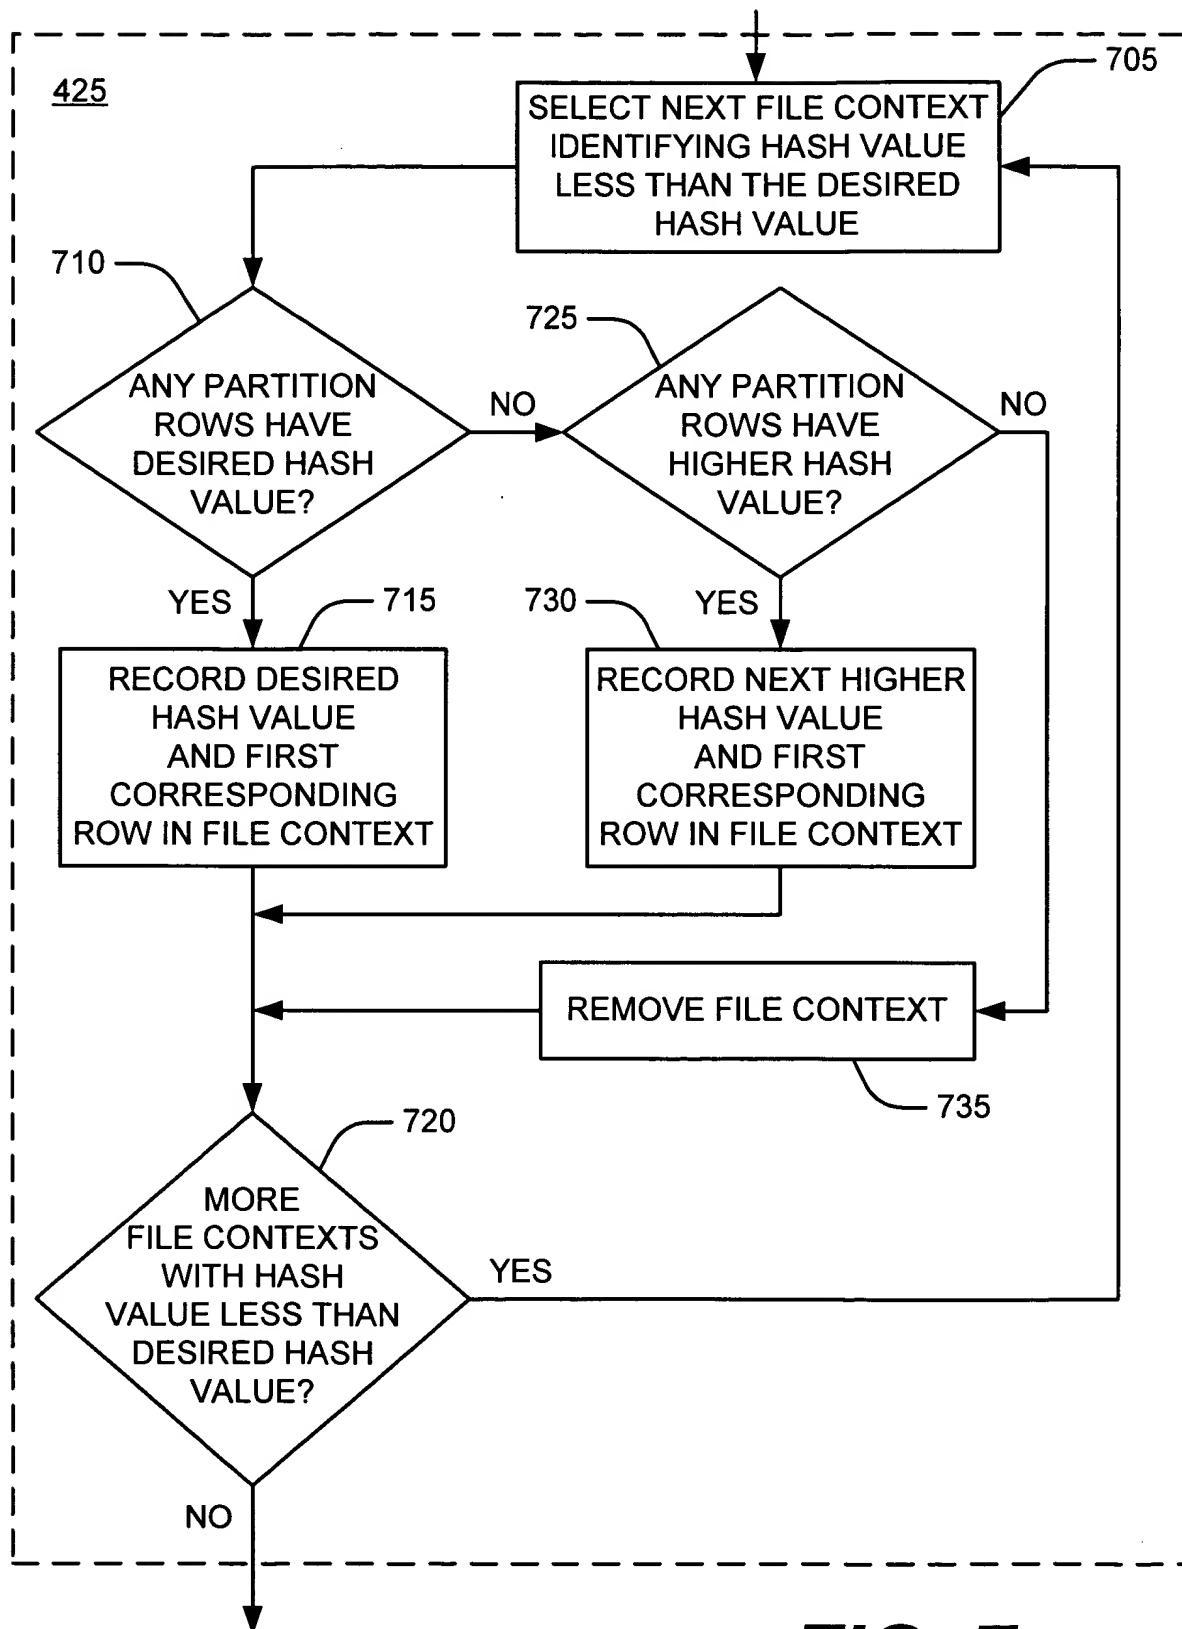 705
425
SELECT NEXT FILE CONTEXT
IDENTIFYING HASH VALUE
LESS THAN THE DESIRED
HASH VALUE
710
725
ANY PARTITION
ROWS HAVE
DESIRED HASH
VALUE?
NO
ANY PARTITION
ROWS HAVE
HIGHER HASH
VALUE?
NO
YES
715
730
YES
RECORD DESIRED
HASH VALUE
AND FIRST
CORRESPONDING
ROW IN FILE CONTEXT
RECORD NEXT HIGHER
HASH VALUE
AND FIRST
CORRESPONDING
ROW IN FILE CONTEXT
REMOVE FILE CONTEXT
735
720
MORE
FILE CONTEXTS
WITH HASH
VALUE LESS THAN
DESIRED HASH
VALUE?
YES
NO